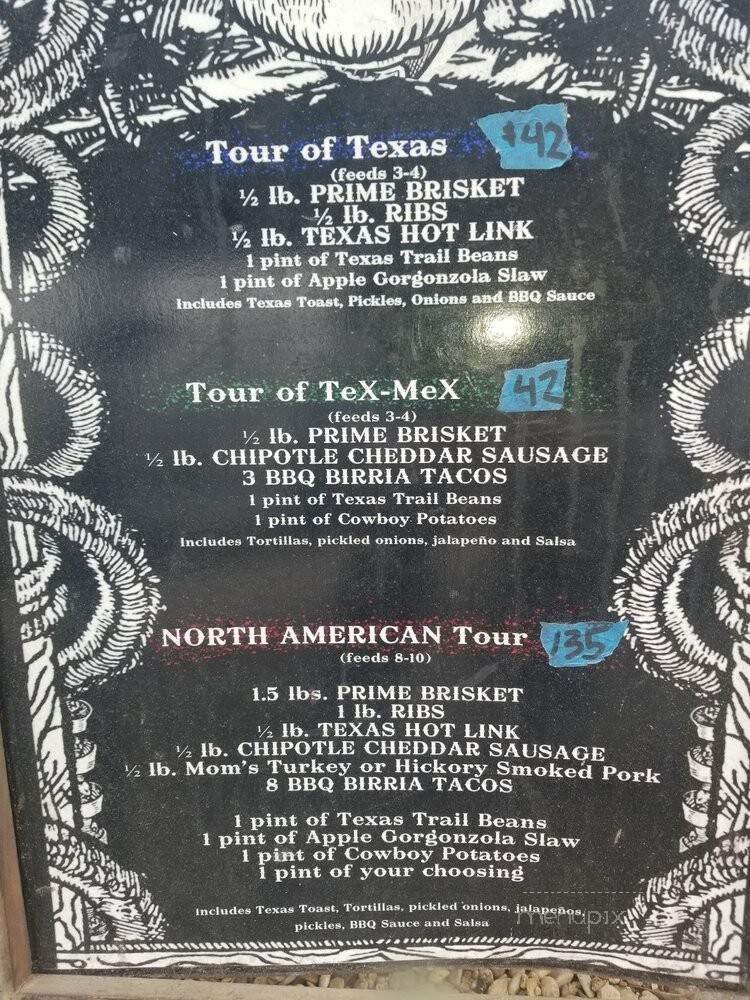 Tour of Texas $42
(feeds 3-4)
½ lb. PRIME BRISKET
½ lb. RIBS
½ lb. TEXAS HOT LINK
1 pint of Texas Trail Beans
1 pint of Apple Gorgonzola Slaw
Includes Texas Toast, Pickles, Onions and BBQ Sauce
Tour of TeX-MeX 42
(feeds 3-4)
½ lb. PRIME BRISKET
½ lb. CHIPOTLE CHEDDAR SAUSAGE
3 BBQ BIRRIA TACOS
1 pint of Texas Trail Beans
1 pint of Cowboy Potatoes
Includes Tortillas, pickled onions, jalapeño and Salsa
NORTH AMERICAN Tour 135
(feeds 8-10)
1.5 lbs. PRIME BRISKET
1 lb. RIBS
½ lb. TEXAS HOT LINK
½ lb. CHIPOTLE CHEDDAR SAUSAGE
½ lb. Mom's Turkey or Hickory Smoked Pork
8 BBQ BIRRIA TACOS
1 pint of Texas Trail Beans
1 pint of Apple Gorgonzola Slaw
1 pint of Cowboy Potatoes
1 pint of your choosing
Includes Texas Toast, Tortillas, pickled onions, jalapeños,
pickles, BBQ Sauce and Salsa
menupix